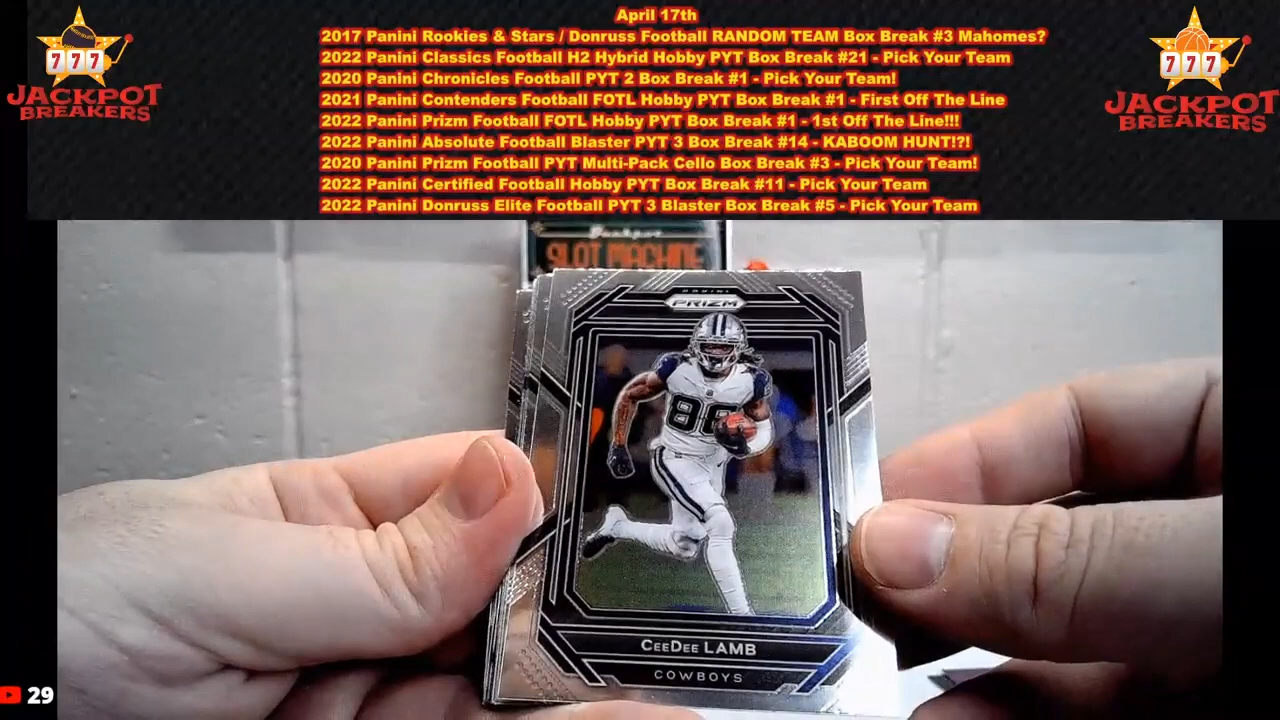 April 17th
2017 Panini Rookies & Stars / Donruss Football RANDOM TEAM Box Break #3 Mahomes?
2022 Panini Classics Football H2 Hybrid Hobby PYT Box Break #21 - Pick Your Team
2020 Panini Chronicles Football PYT 2 Box Break #1 - Pick Your Team!
2021 Panini Contenders Football FOTL Hobby PYT Box Break #1 - First Off The Line
2022 Panini Prizm Football FOTL Hobby PYT Box Break #1 - 1st Off The Line!!!
2022 Panini Absolute Football Blaster PYT 3 Box Break #14 - KABOOM HUNT!?!
2020 Panini Prizm Football PYT Multi-Pack Cello Box Break #3 - Pick Your Team!
2022 Panini Certified Football Hobby PYT Box Break #11 - Pick Your Team
2022 Panini Donruss Elite Football PYT 3 Blaster Box Break #5 - Pick Your Team
777
JACKPOT
BREAKERS
777
JACKPOT
BREAKERS
Jackpot
SLOT MACHINE
PANINI
PRIZM
88
CEEDEE LAMB
COWBOYS
29